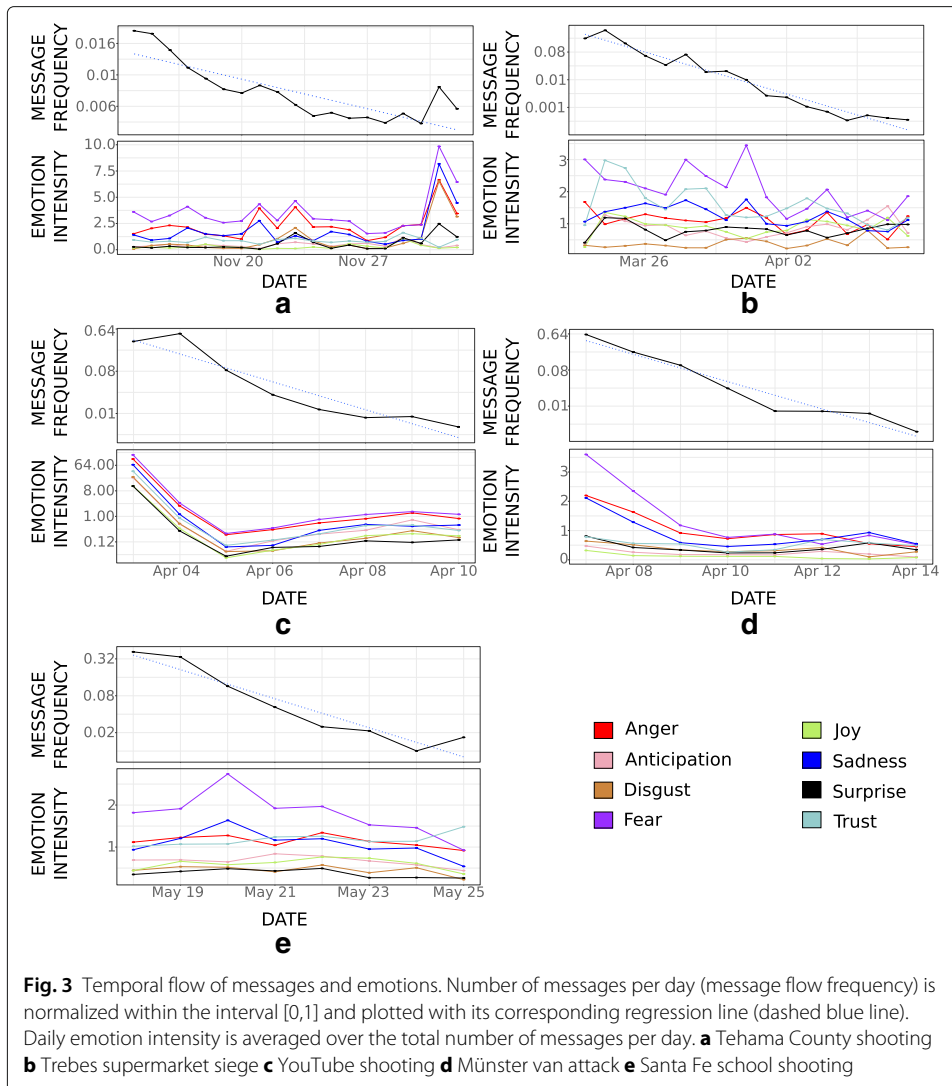 MESSAGE FREQUENCY
0.016
0.01
0.006
EMOTION INTENSITY
10.0
7.5
5.0
2.5
0.0
Nov 20 Nov 27
DATE
a
MESSAGE FREQUENCY
0.08
0.01
0.001
EMOTION INTENSITY
3
2
1
Mar 26 Apr 02
DATE
b
MESSAGE FREQUENCY
0.64
0.08
0.01
EMOTION INTENSITY
64.00
8.00
1.00
0.12
Apr 04 Apr 06 Apr 08 Apr 10
DATE
c
MESSAGE FREQUENCY
0.64
0.01
EMOTION INTENSITY
3
2
1
0
Apr 08 Apr 10 Apr 12 Apr 14
DATE
d
MESSAGE FREQUENCY
0.32
0.08
0.02
EMOTION INTENSITY
2
1
May 19 May 21 May 23 May 25
DATE
e
Anger
Anticipation
Disgust
Fear
Joy
Sadness
Surprise
Trust
Fig. 3 Temporal flow of messages and emotions. Number of messages per day (message flow frequency) is
normalized within the interval [0,1] and plotted with its corresponding regression line (dashed blue line).
Daily emotion intensity is averaged over the total number of messages per day. a Tehama County shooting
b Trebes supermarket siege c YouTube shooting d Münster van attack e Santa Fe school shooting